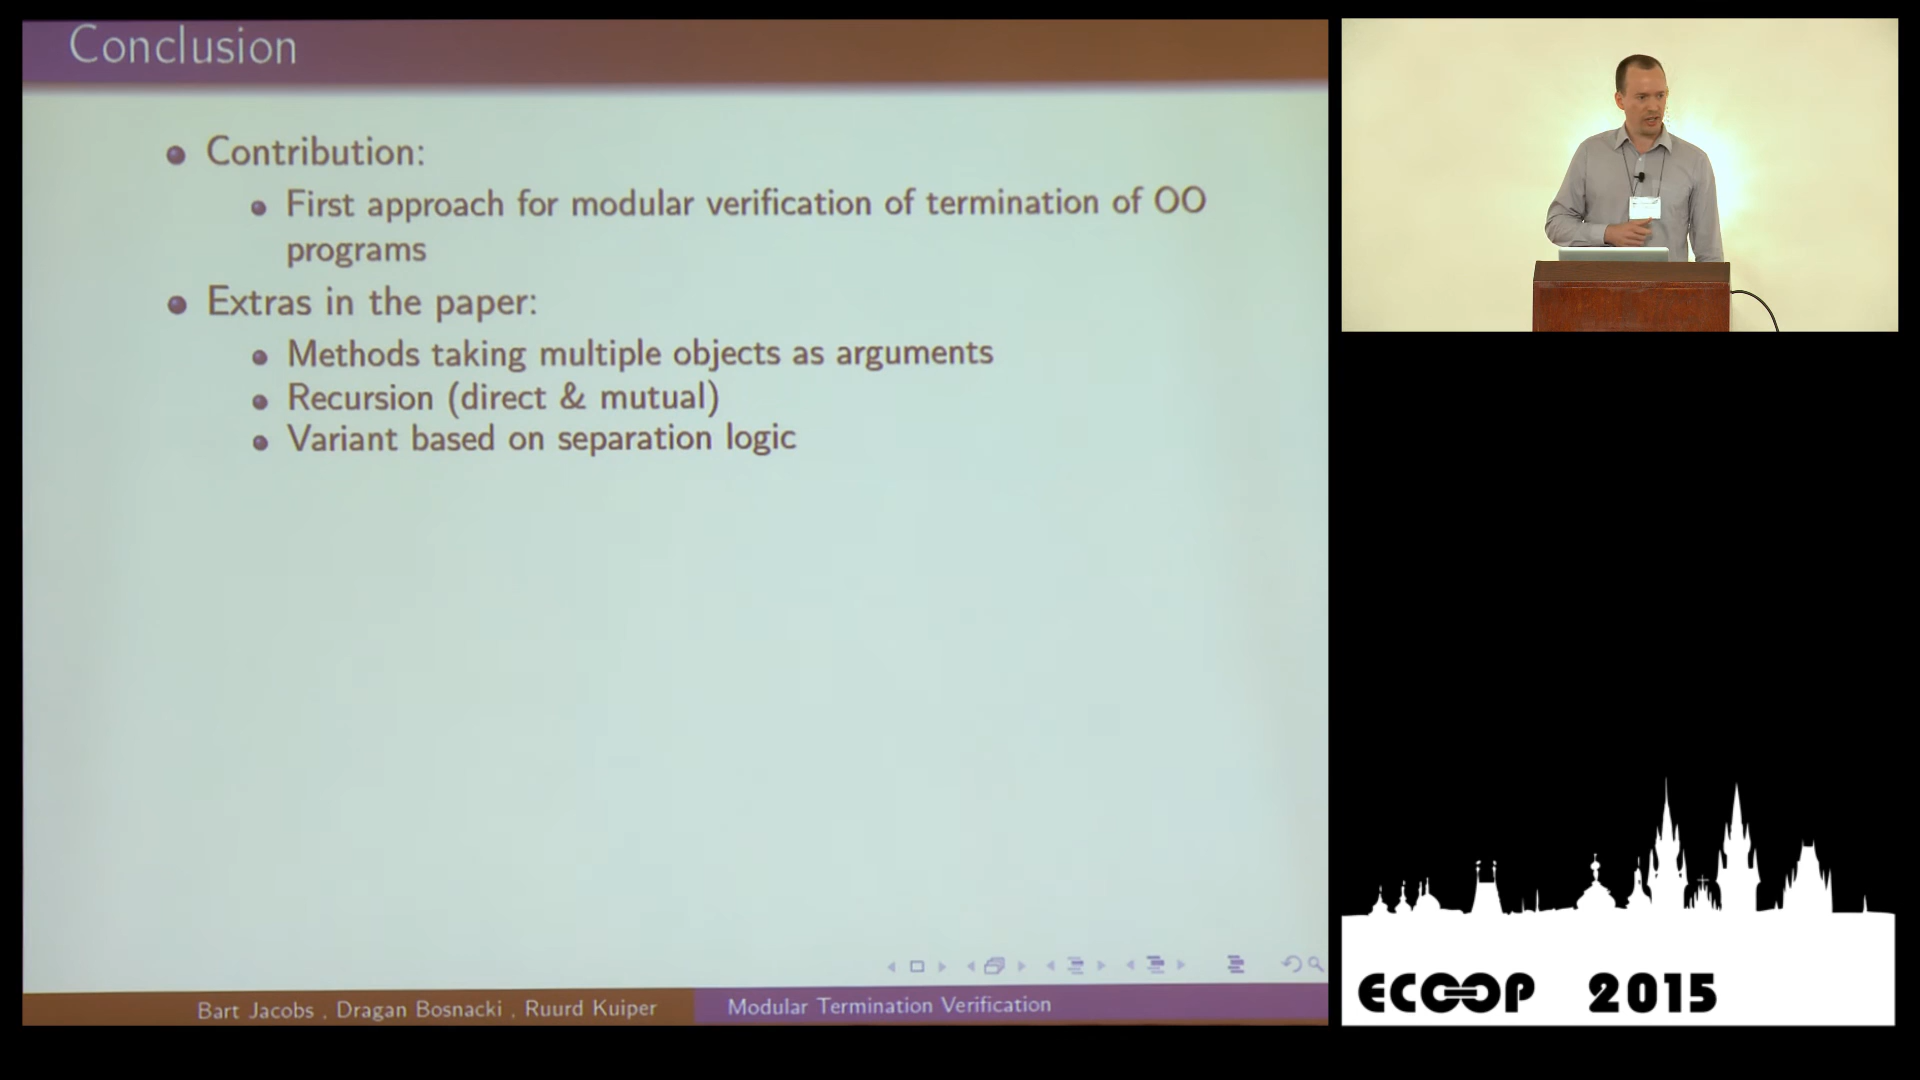 Conclusion
Contribution:
First approach for modular verification of termination of OO
programs
Extras in the paper:
Methods taking multiple objects as arguments
Recursion (direct & mutual)
Variant based on separation logic
Bart Jacobs , Dragan Bosnacki , Ruurd Kuiper
Modular Termination Verification
ECOOP 2015